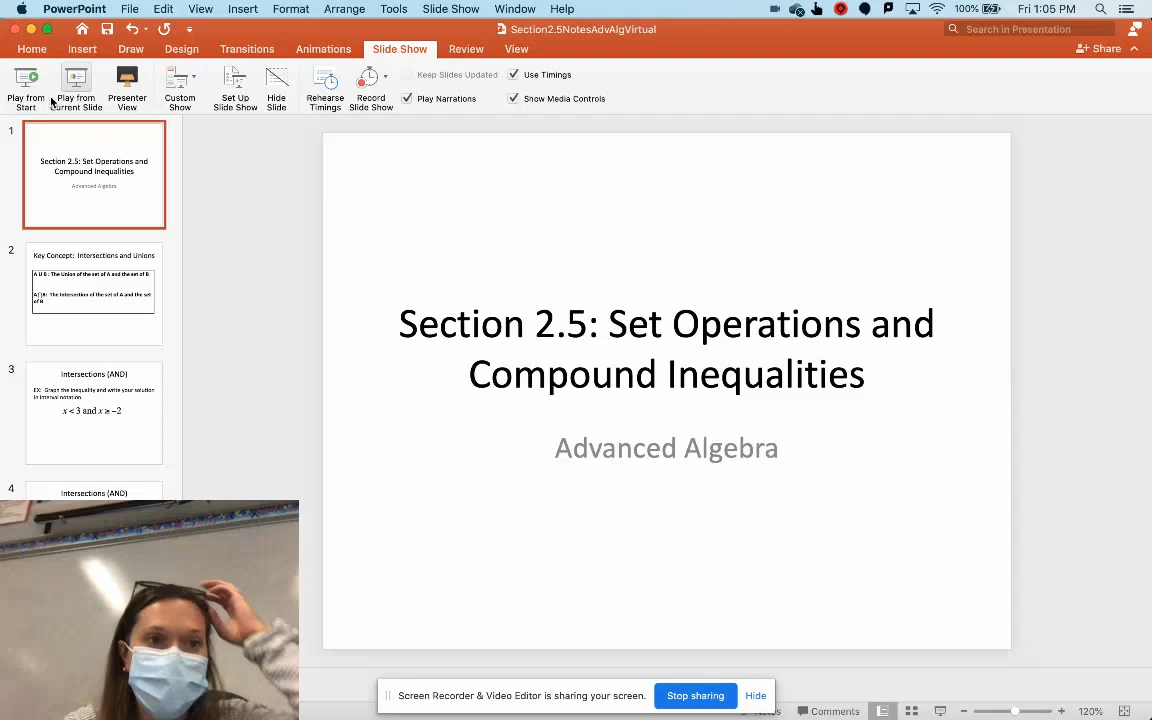 PowerPoint File Edit View Insert Format Arrange Tools Slide Show Window Help 100% Fri 1:05 PM
Section2.5NotesAdvAlgVirtual
Search in Presentation
Home Insert Draw Design Transitions Animations Slide Show Review View Share
Play from Start
Play from Current Slide
Presenter View
Custom Show
Set Up Slide Show
Hide Slide
Rehearse Timings
Record Slide Show
Keep Slides Updated
Use Timings
Play Narrations
Show Media Controls
1
Section 2.5: Set Operations and
Compound Inequalities
Advanced Algebra
2
Key Concept: Intersections and Unions
A U B : The Union of the set of A and the set of B
A∩B: The Intersection of the set of A and the set
of B
3
Intersections (AND)
EX: Graph the inequality and write your solution
in interval notation.
x < 3 and x ≥ −2
4
Intersections (AND)
Section 2.5: Set Operations and
Compound Inequalities
Advanced Algebra
Screen Recorder & Video Editor is sharing your screen. Stop sharing Hide
Notes Comments 120%